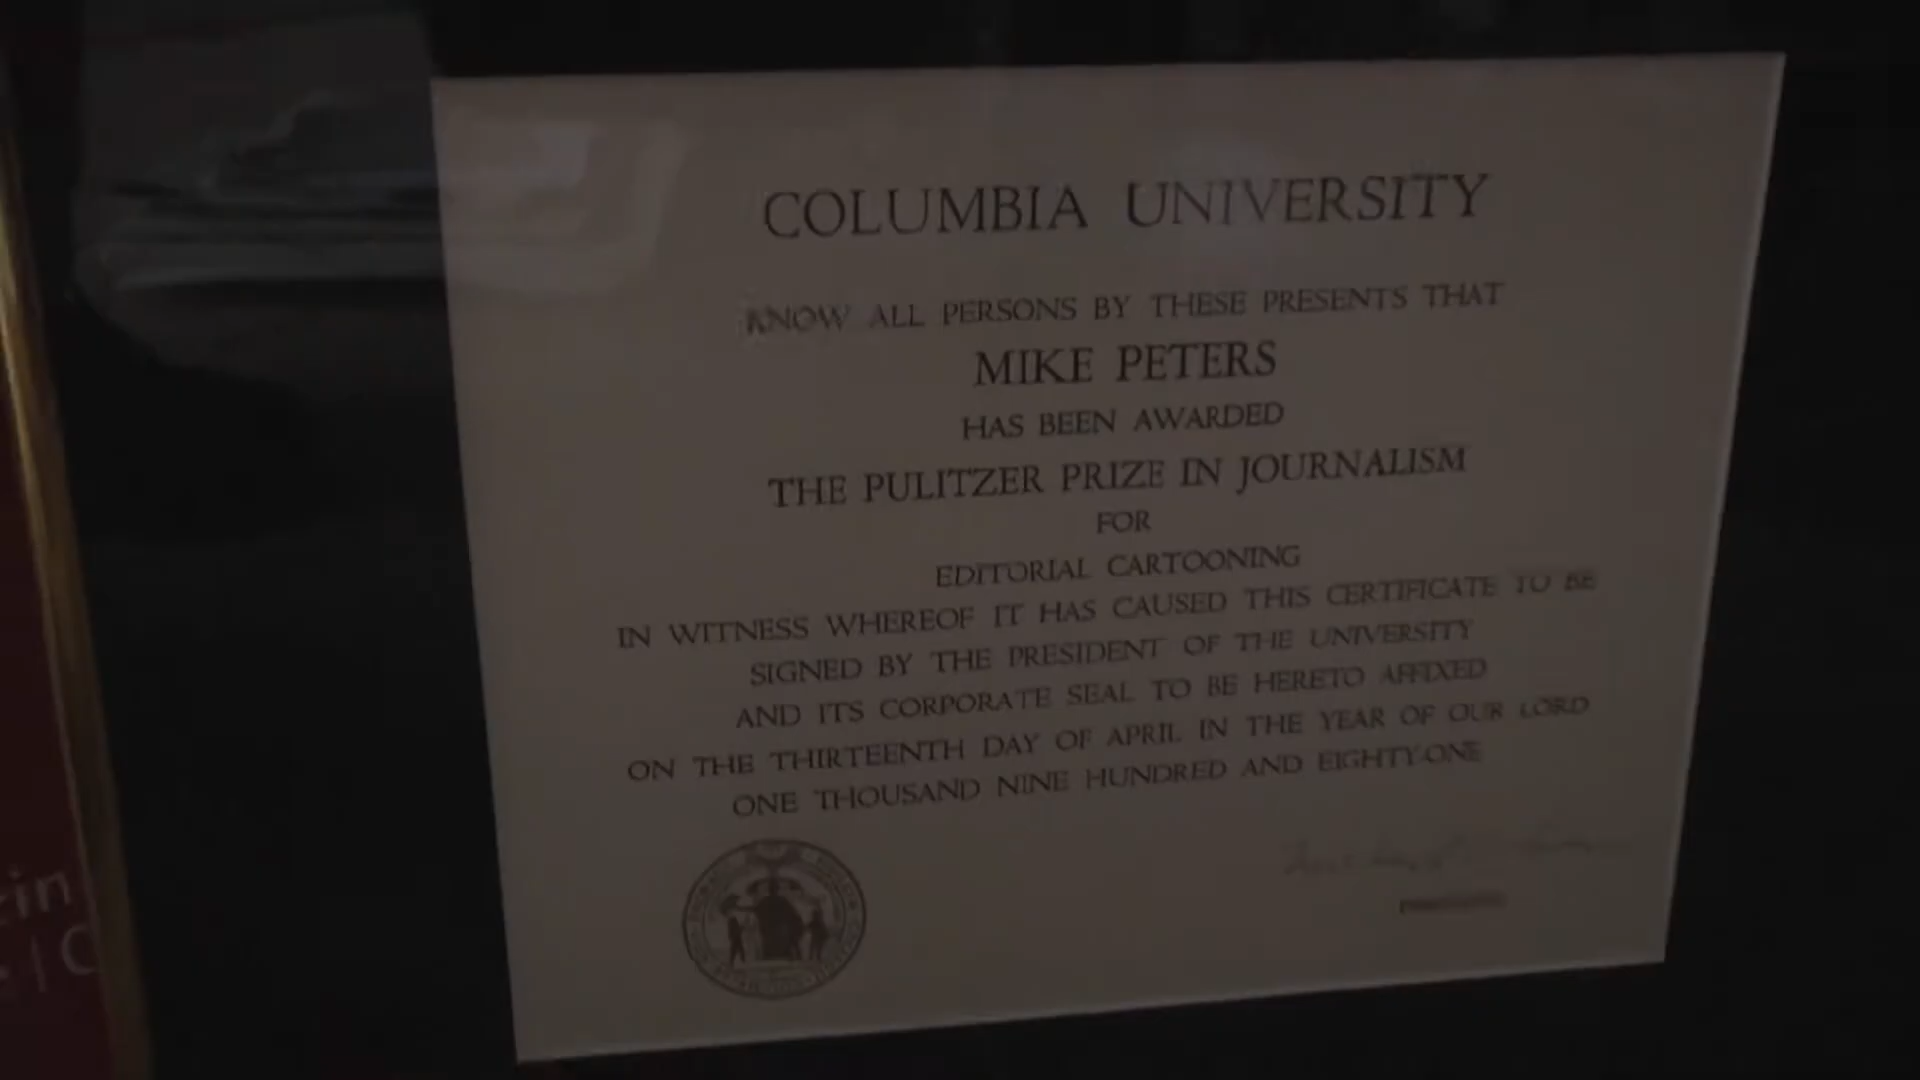 COLUMBIA UNIVERSITY
KNOW ALL PERSONS BY THESE PRESENTS THAT
MIKE PETERS
HAS BEEN AWARDED
THE PULITZER PRIZE IN JOURNALISM
FOR
EDITORIAL CARTOONING
IN WITNESS WHEREOF IT HAS CAUSED THIS CERTIFICATE TO BE
SIGNED BY THE PRESIDENT OF THE UNIVERSITY
AND ITS CORPORATE SEAL TO BE HERETO AFFIXED
ON THE THIRTEENTH DAY OF APRIL IN THE YEAR OF OUR LORD
ONE THOUSAND NINE HUNDRED AND EIGHTY-ONE